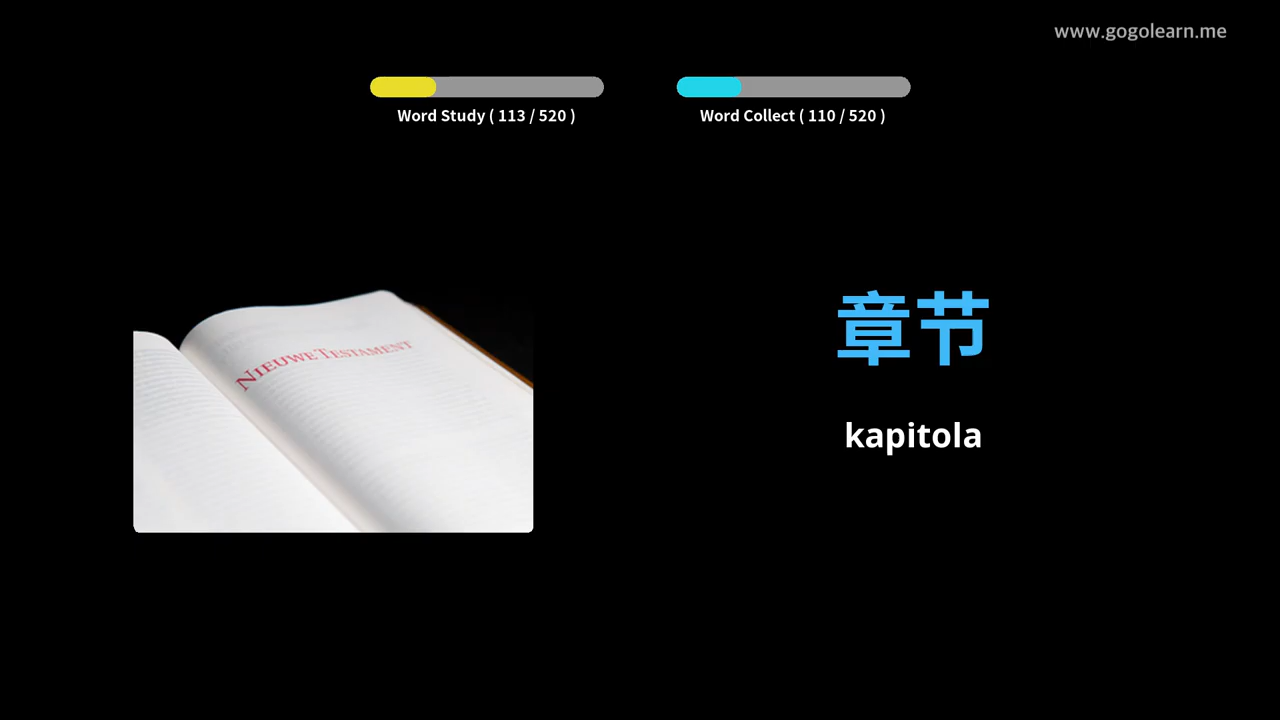 www.gogolearn.me
Word Study ( 113 / 520 )
Word Collect ( 110 / 520 )
NIEUWE TESTAMENT
章节
kapitola